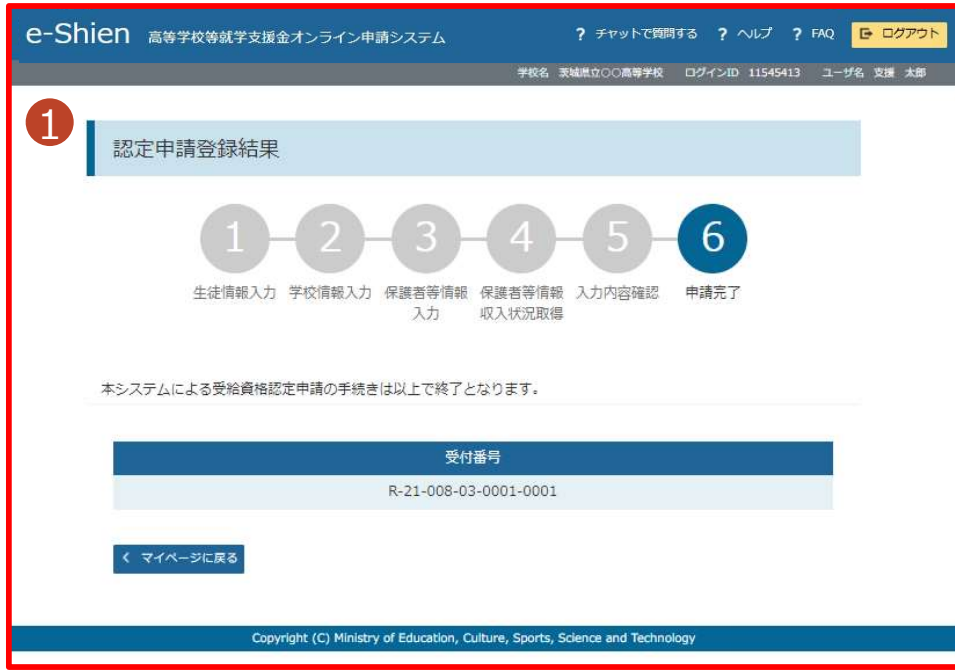 e-Shien 高等学校等就学支援金オンライン申請システム ? チャットで質問する ? ヘルプ ? FAQ ログアウト
学校名 茨城県立○○高等学校 ログインID 11545413 ユーザ名 支援 太郎
1
認定申請登録結果
1 2 3 4 5 6
生徒情報入力 学校情報入力 保護者等情報 保護者等情報 入力内容確認 申請完了
入力 収入状況取得
本システムによる受給資格認定申請の手続きは以上で終了となります。
受付番号
R-21-008-03-0001-0001
マイページに戻る
Copyright (C) Ministry of Education, Culture, Sports, Science and Technology